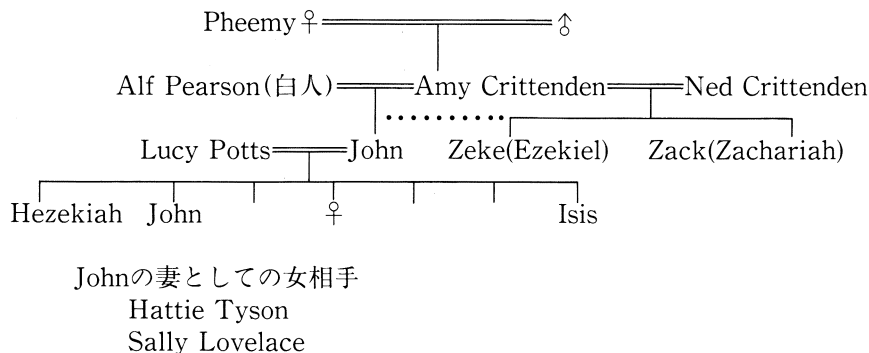 Pheemy♀ ♂
Alf Pearson(白人) Amy Crittenden Ned Crittenden
Lucy Potts John Zeke(Ezekiel) Zack(Zachariah)
Hezekiah John ♀ Isis
Johnの妻としての女相手
Hattie Tyson
Sally Lovelace